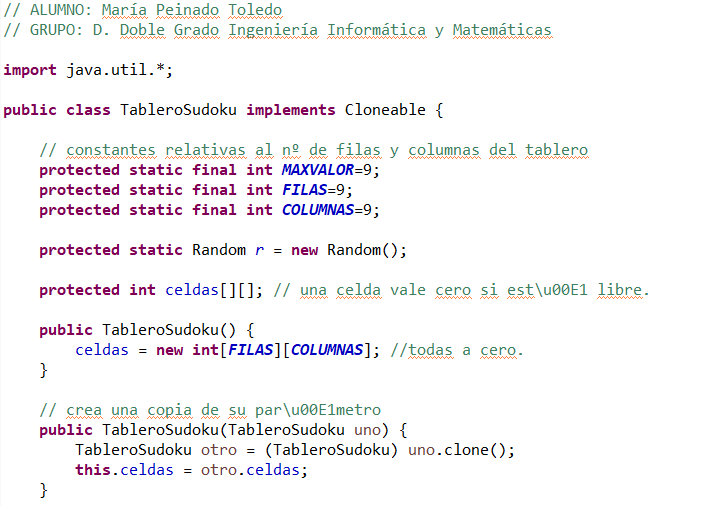 // ALUMNO: María Peinado Toledo
// GRUPO: D. Doble Grado Ingeniería Informática y Matemáticas
import java.util.*;
public class TableroSudoku implements Cloneable {
// constantes relativas al nº de filas y columnas del tablero
protected static final int MAXVALOR=9;
protected static final int FILAS=9;
protected static final int COLUMNAS=9;
protected static Random r = new Random();
protected int celdas[][]; // una celda vale cero si est\u00E1 libre.
public TableroSudoku() {
celdas = new int[FILAS][COLUMNAS]; //todas a cero.
}
// crea una copia de su par\u00E1metro
public TableroSudoku(TableroSudoku uno) {
TableroSudoku otro = (TableroSudoku) uno.clone();
this.celdas = otro.celdas;
}